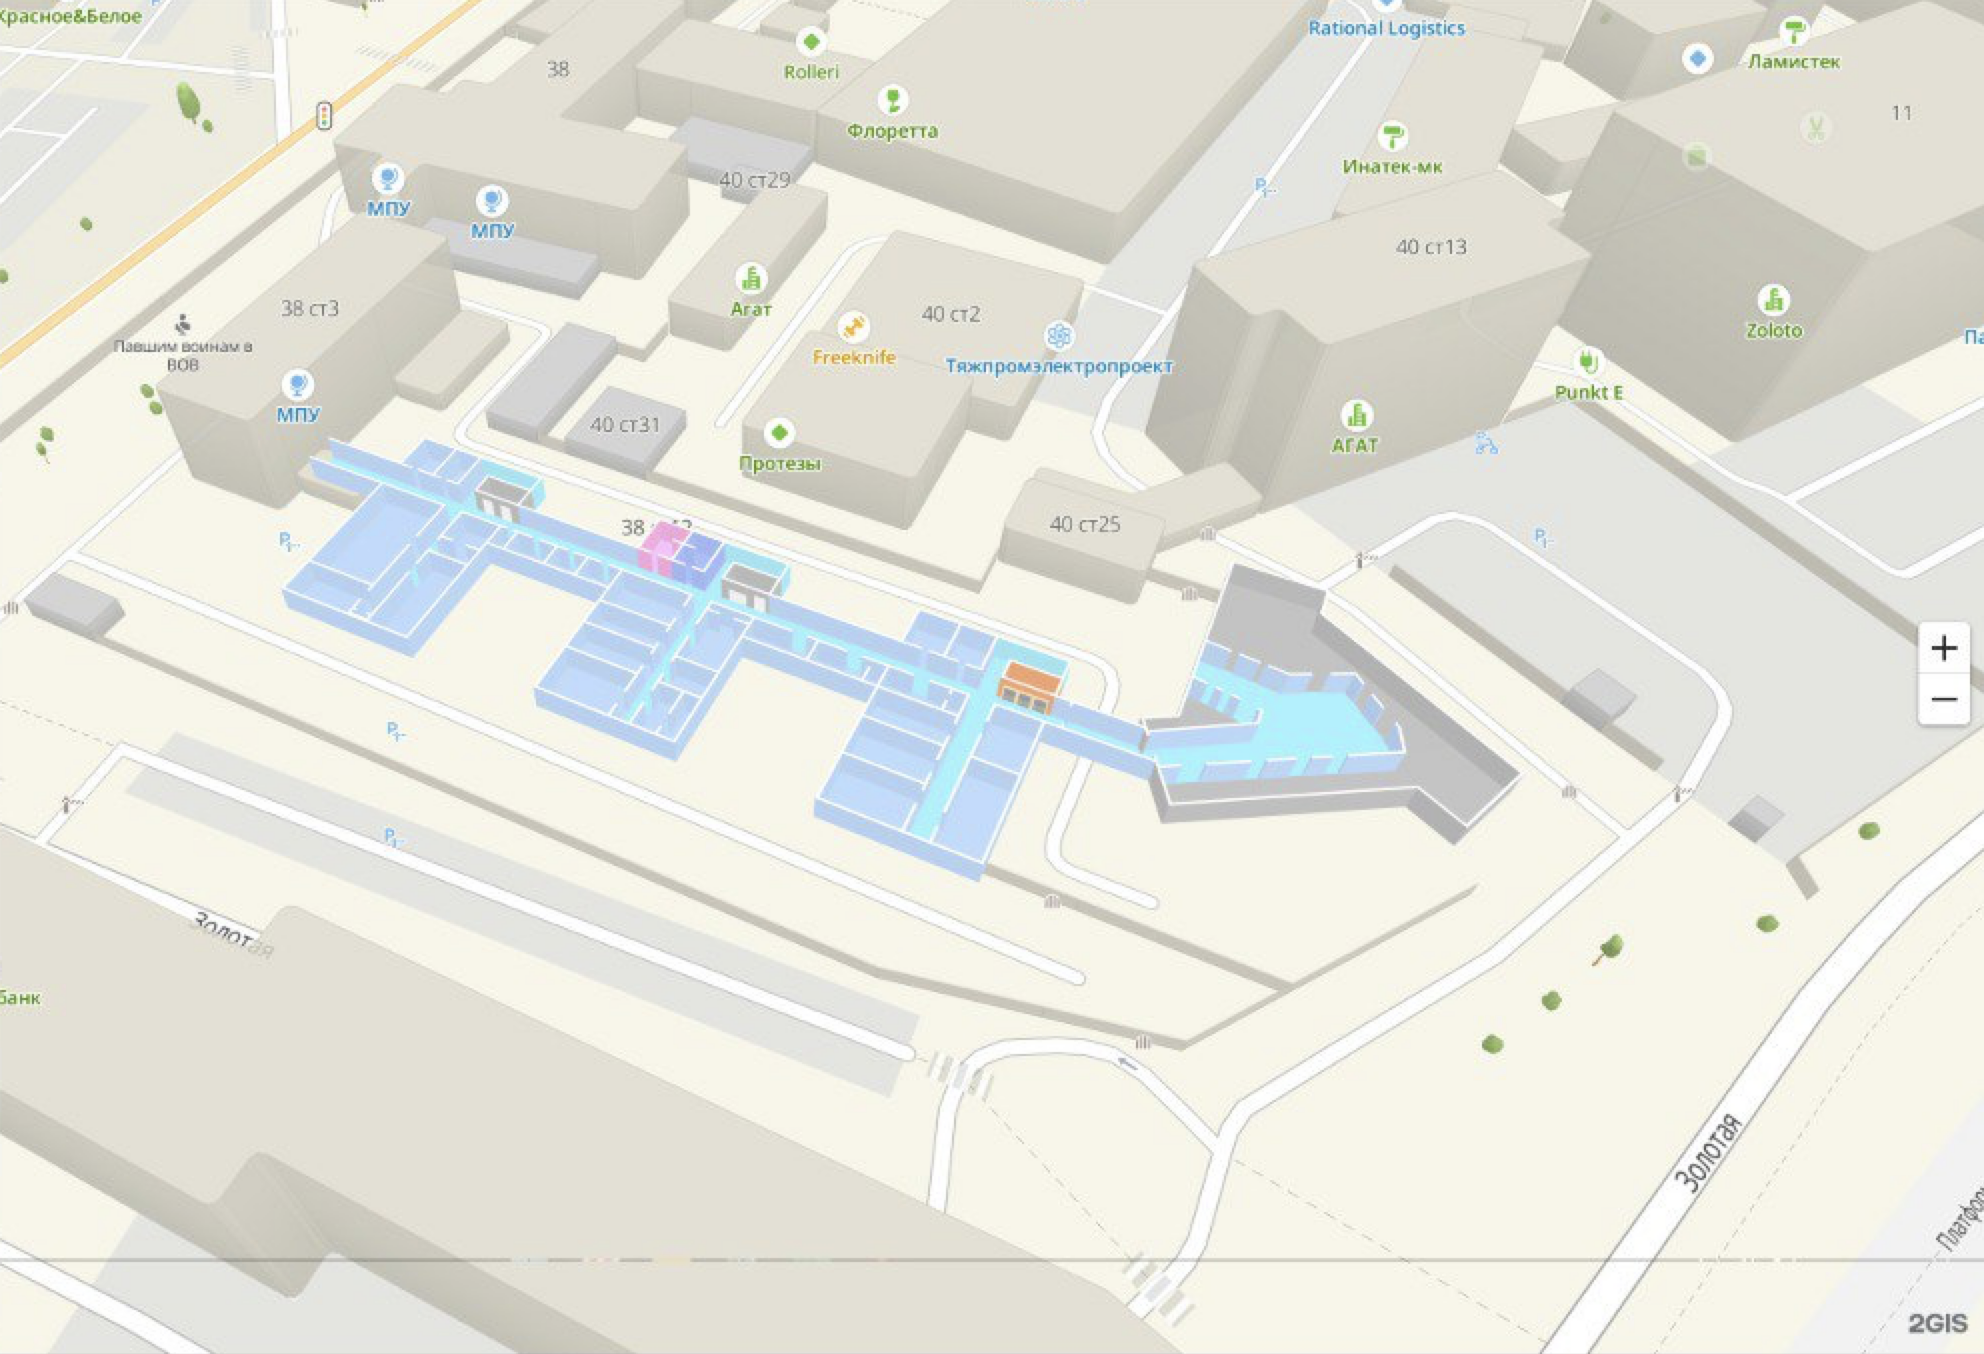 Красное&Белое
Rational Logistics
38
Rolleri
Ламистек
11
Флоретта
Инатек-мк
40 ст29
МПУ
МПУ
40 ст13
38 ст3
Агат
40 ст2
Zoloto
Павшим воинам в
ВОВ
Freeknife
Тяжпромэлектропроект
Punkt E
МПУ
40 ст31
АГАТ
Протезы
40 ст25
38
P
P
P
P
P
+
−
Золотая
банк
Золотая
2GIS